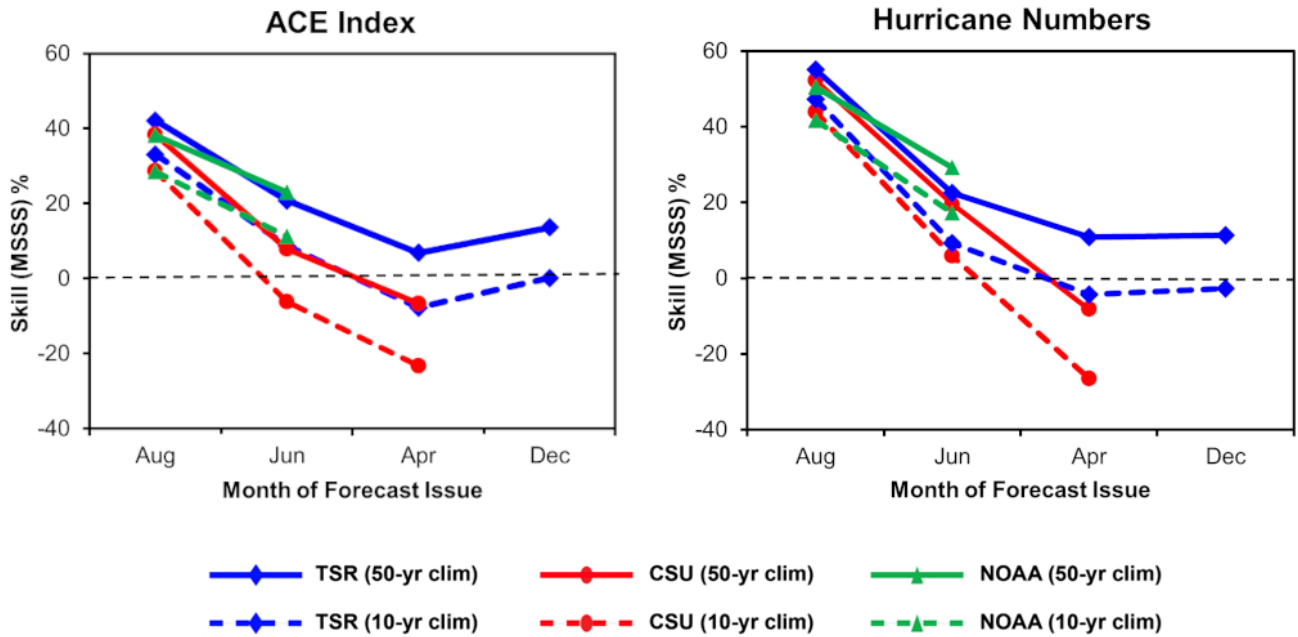 ACE Index
60
40
20
0
-20
-40
Skill (MSSS) %
Aug Jun Apr Dec
Month of Forecast Issue
Hurricane Numbers
60
40
20
0
-20
-40
Skill (MSSS) %
Aug Jun Apr Dec
Month of Forecast Issue
TSR (50-yr clim) CSU (50-yr clim) NOAA (50-yr clim)
TSR (10-yr clim) CSU (10-yr clim) NOAA (10-yr clim)